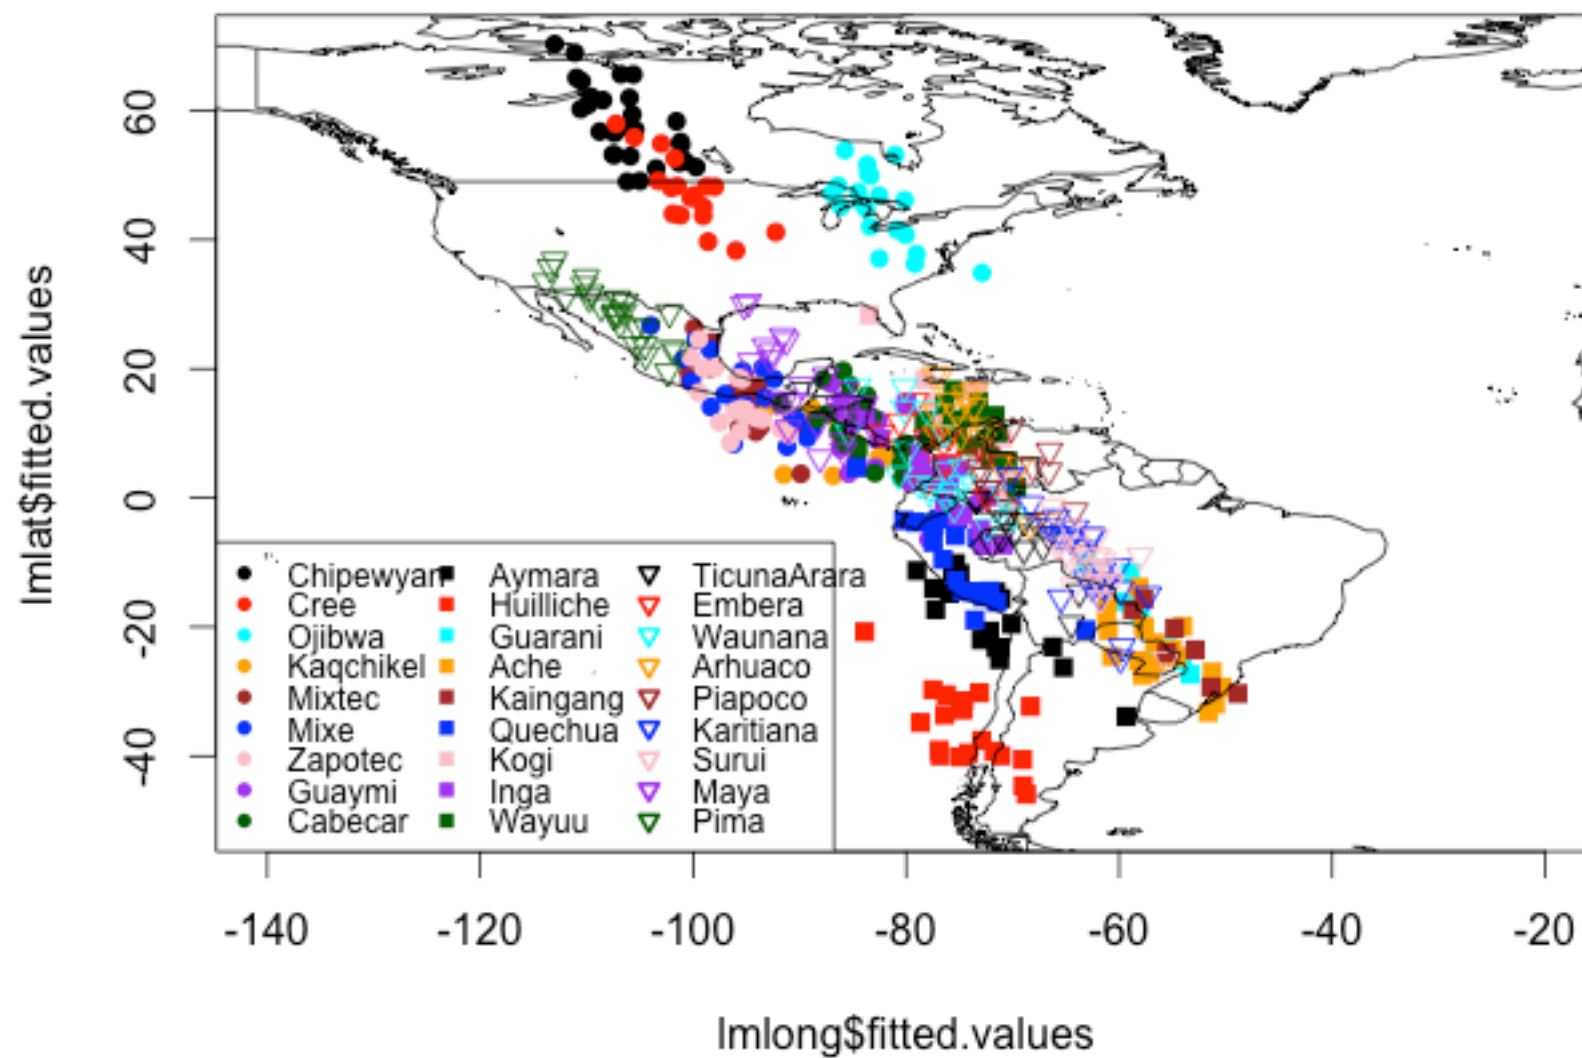 lmlat$fitted.values
60
40
20
0
-20
-40
Chipewyan Aymara TicunaArara
Cree Huilliche Embera
Ojibwa Guarani Waunana
Kaqchikel Ache Arhuaco
Mixtec Kaingang Piapoco
Mixe Quechua Karitiana
Zapotec Kogi Surui
Guaymi Inga Maya
Cabecar Wayuu Pima
-140 -120 -100 -80 -60 -40 -20
lmlong$fitted.values